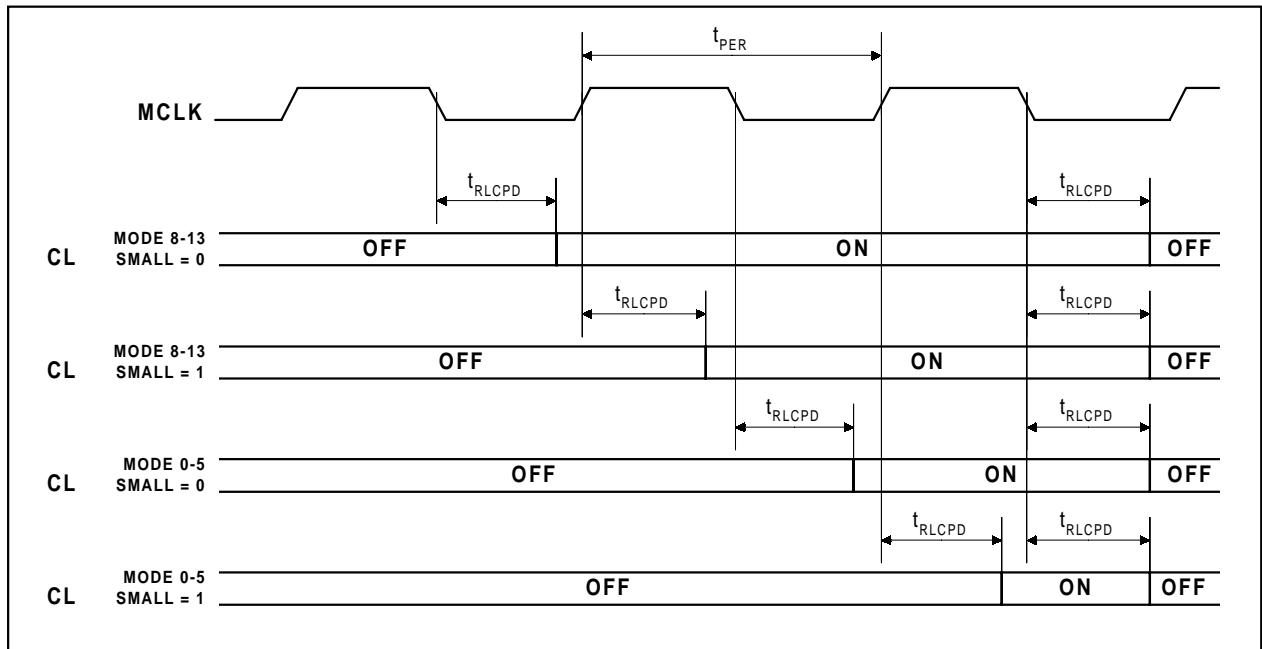 tPER
MCLK
tRLCPD tRLCPD
CL MODE 8-13 SMALL = 0 OFF ON OFF
tRLCPD tRLCPD
CL MODE 8-13 SMALL = 1 OFF ON OFF
tRLCPD tRLCPD
CL MODE 0-5 SMALL = 0 OFF ON OFF
tRLCPD tRLCPD
CL MODE 0-5 SMALL = 1 OFF ON OFF